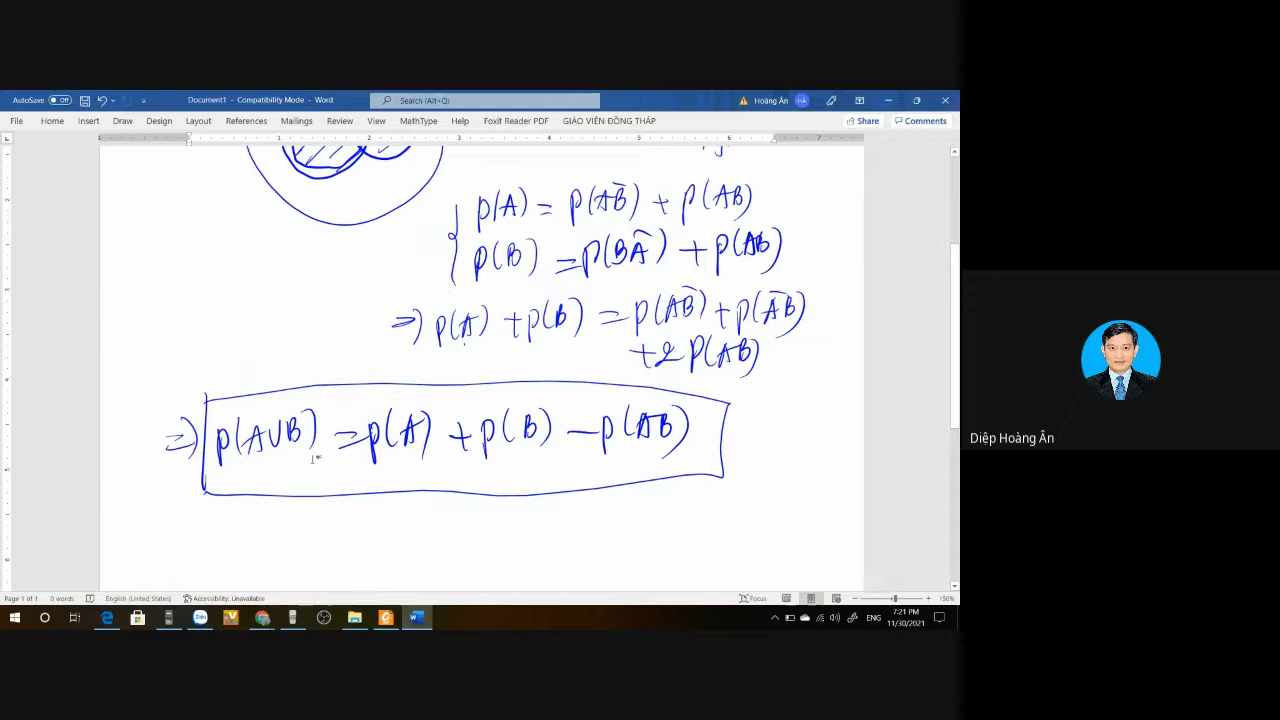 AutoSave Off
Document1 - Compatibility Mode - Word
Search (Alt+Q)
Hoàng Ân HÂ
File Home Insert Draw Design Layout References Mailings Review View MathType Help Foxit Reader PDF GIÁO VIÊN ĐỒNG THÁP Share Comments
P(A) = P(AB̄) + P(AB)
P(B) = P(BĀ) + P(AB)
=> P(A) + P(B) = P(AB̄) + P(ĀB)
+2 P(AB)
=> P(A∪B) = P(A) + P(B) - P(AB)
Diệp Hoàng Ân
Page 1 of 1 0 words English (United States) Accessibility: Unavailable Focus 150%
Zalo
ENG
7:21 PM
11/30/2021